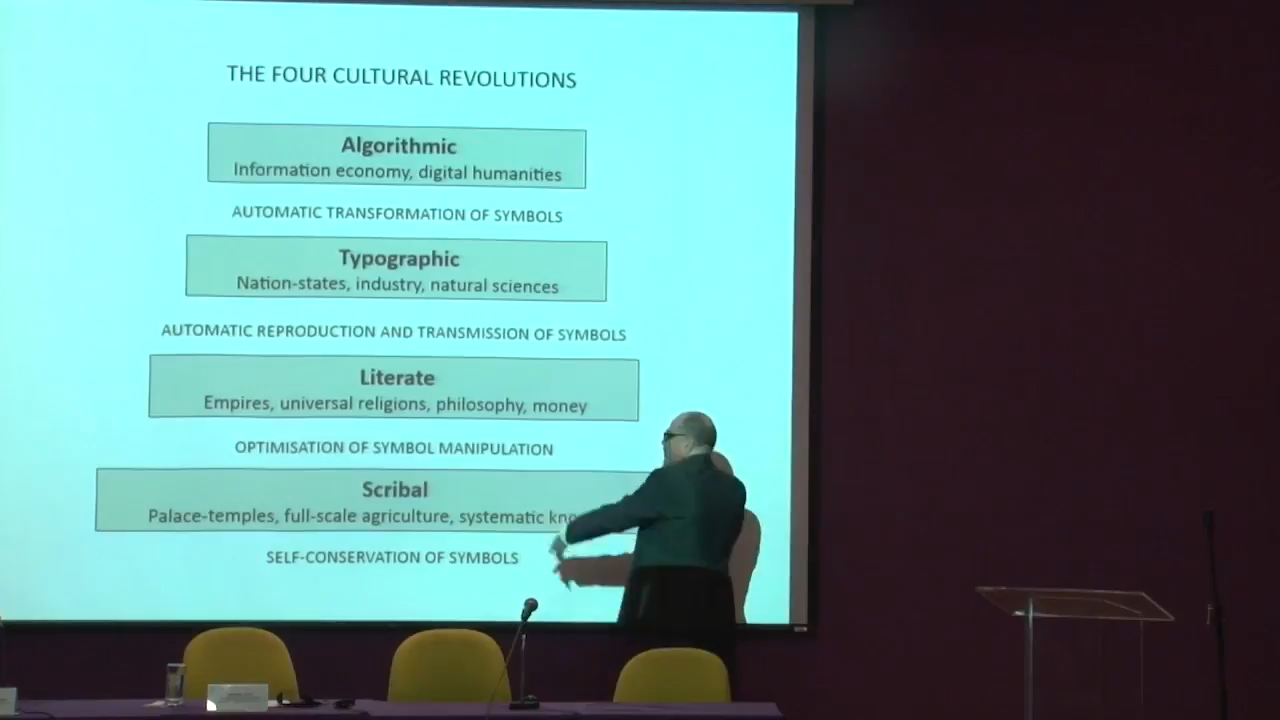 THE FOUR CULTURAL REVOLUTIONS
Algorithmic
Information economy, digital humanities
AUTOMATIC TRANSFORMATION OF SYMBOLS
Typographic
Nation-states, industry, natural sciences
AUTOMATIC REPRODUCTION AND TRANSMISSION OF SYMBOLS
Literate
Empires, universal religions, philosophy, money
OPTIMISATION OF SYMBOL MANIPULATION
Scribal
Palace-temples, full-scale agriculture, systematic
SELF-CONSERVATION OF SYMBOLS